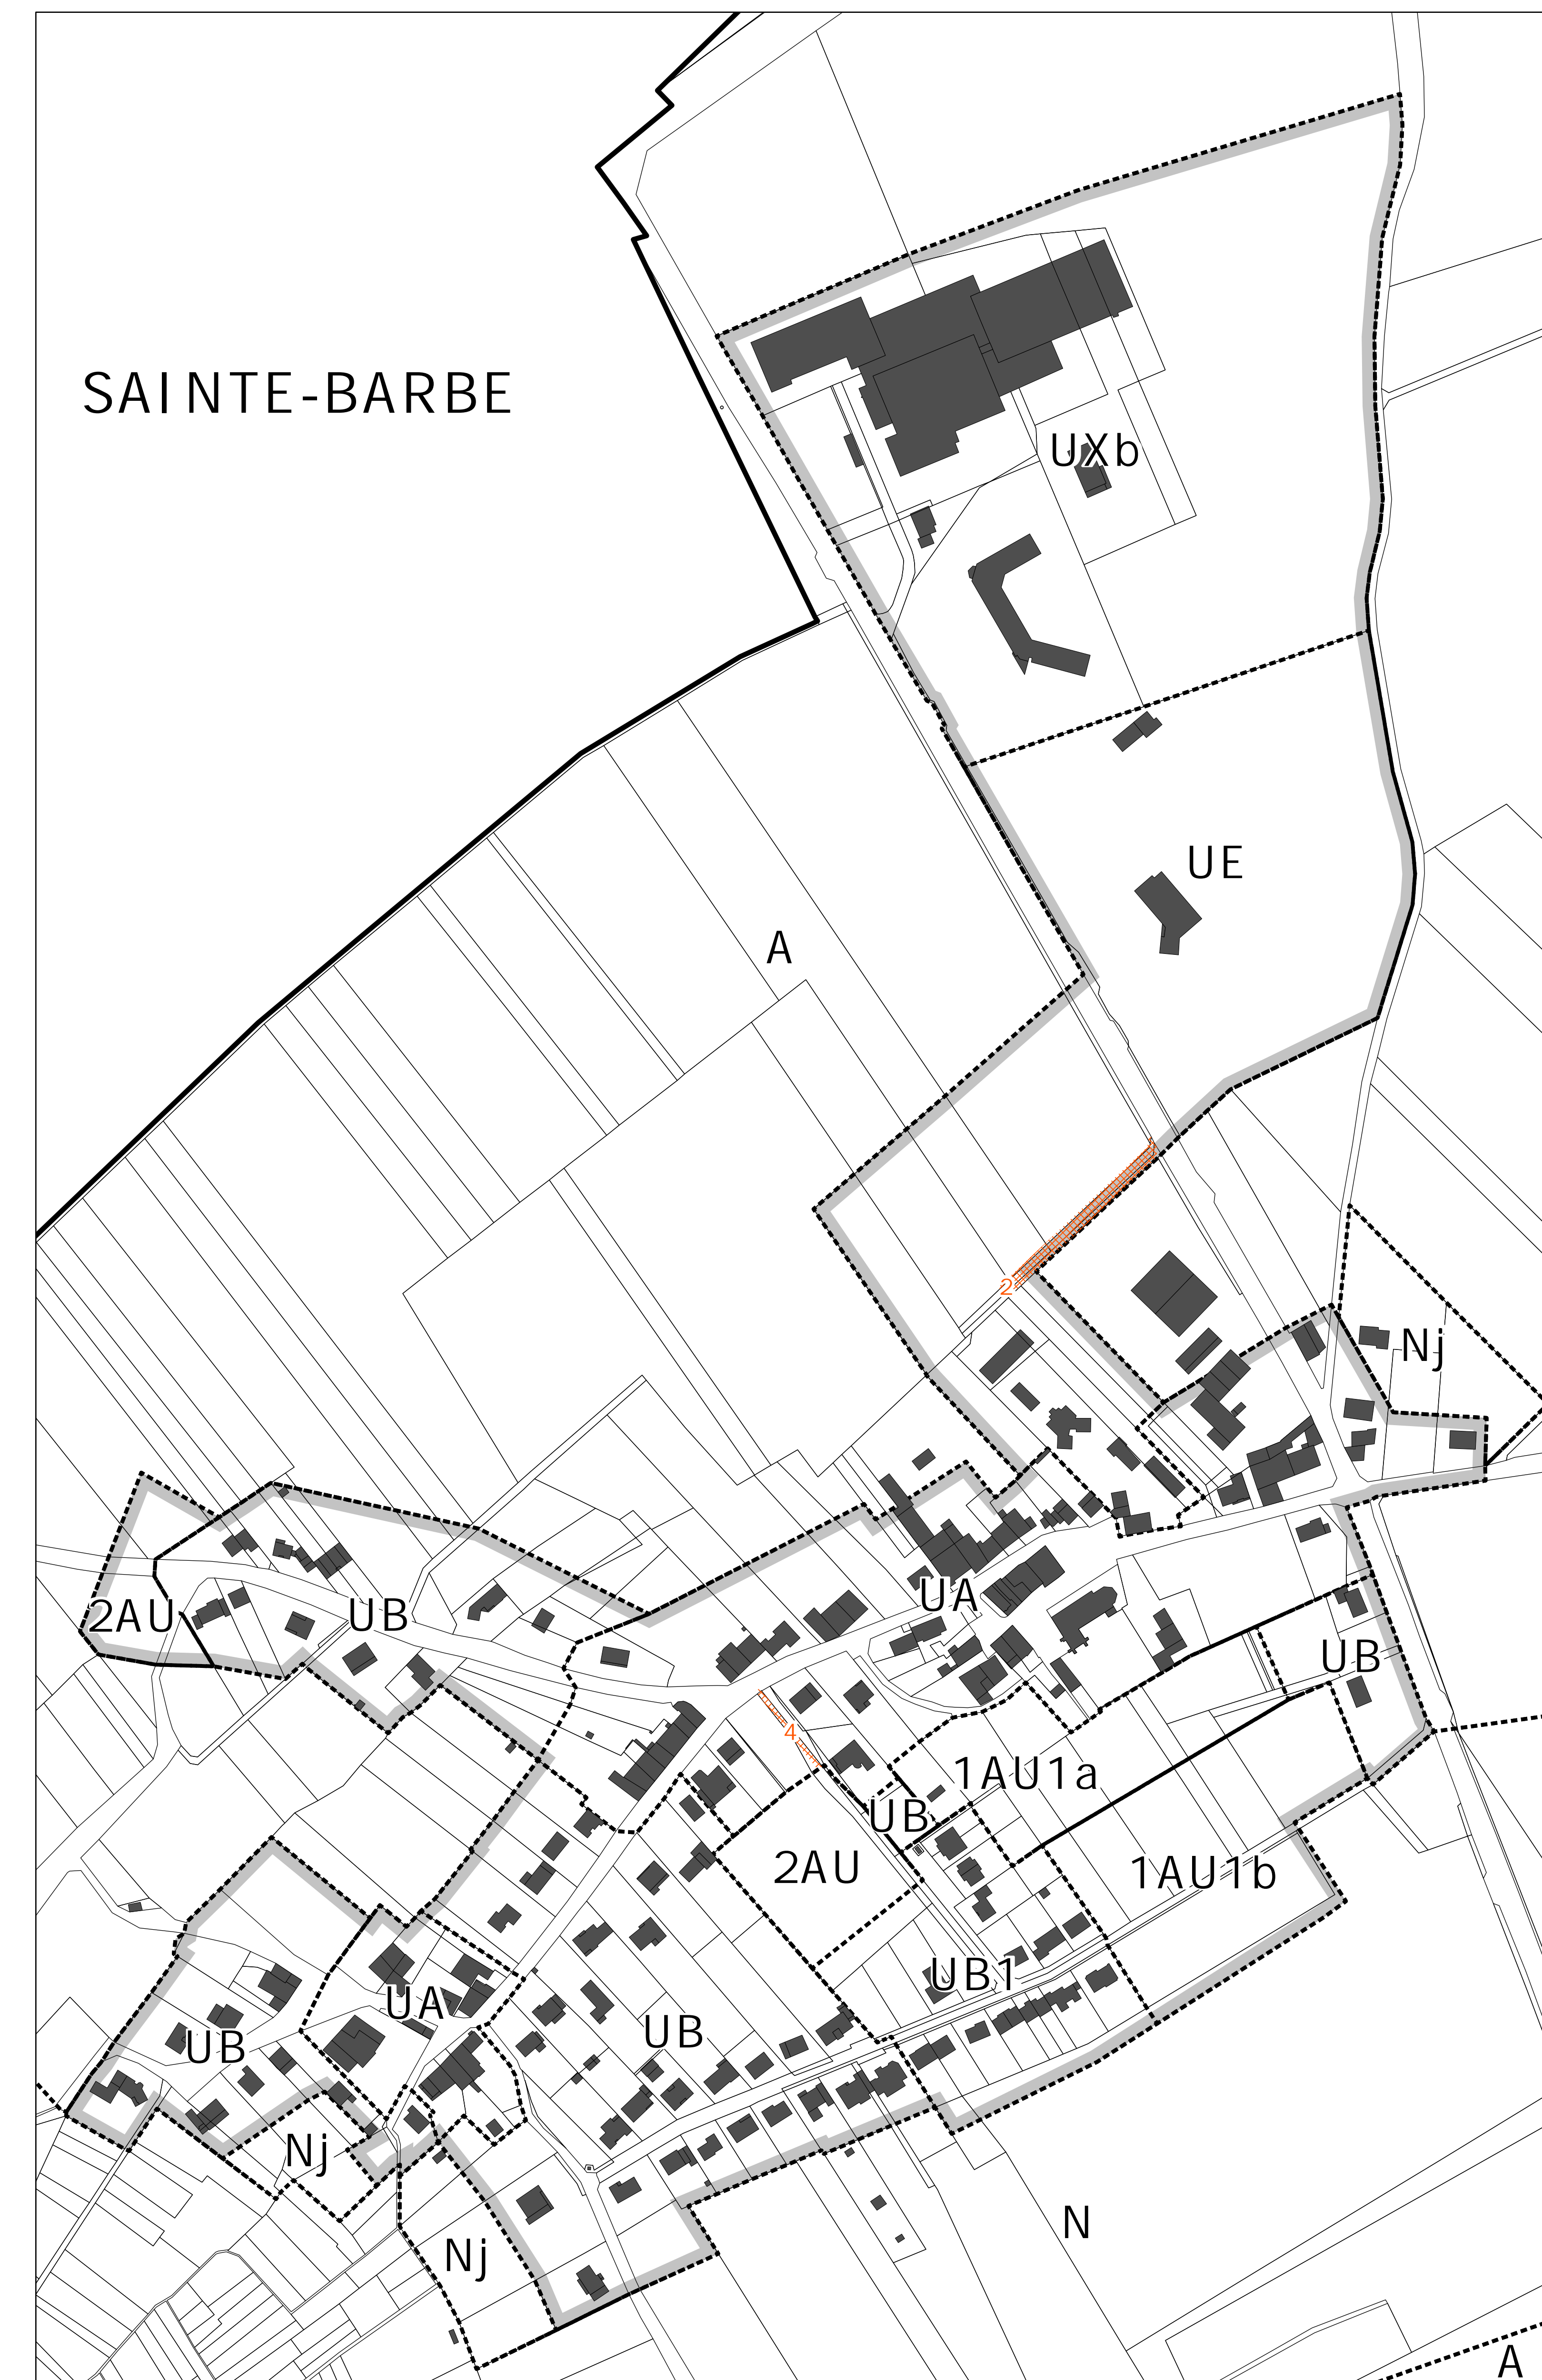 SAINTE-BARBE
UXb
UE
A
2
Nj
2AU
UB
UA
UB
4
1AU1a
UB
2AU
1AU1b
UB1
UA
UB
UB
Nj
N
Nj
A